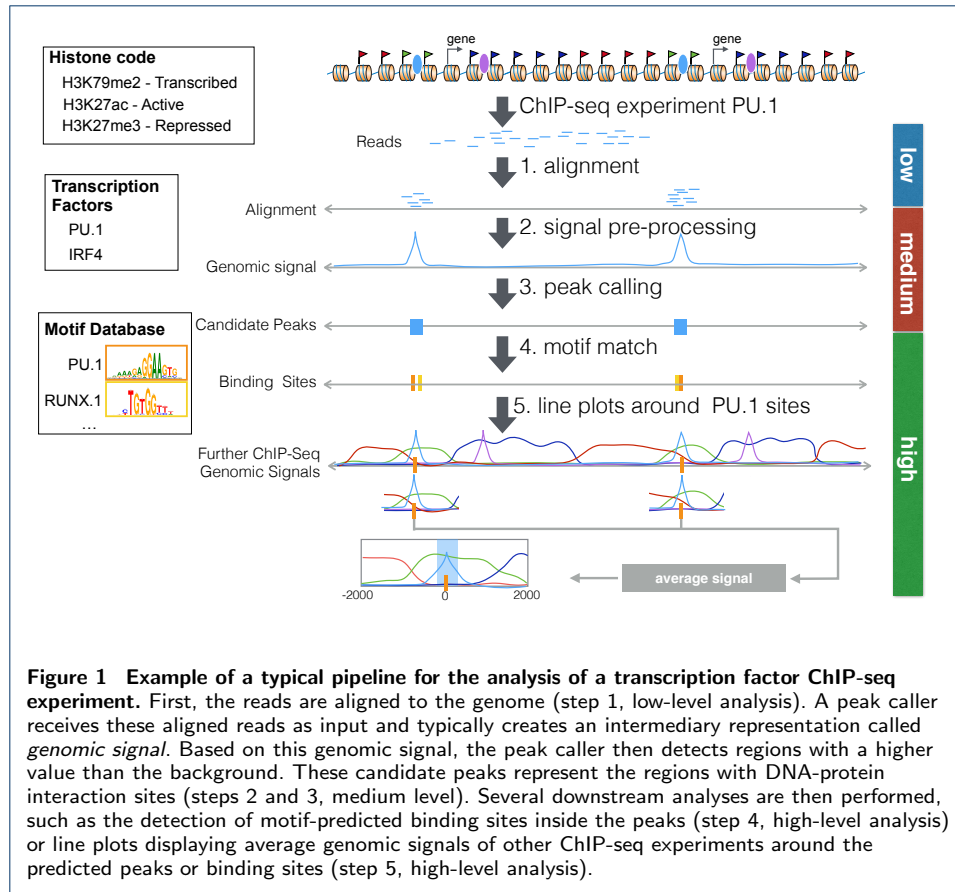 Histone code
H3K79me2 - Transcribed
H3K27ac - Active
H3K27me3 - Repressed
gene
gene
ChIP-seq experiment PU.1
Reads
1. alignment
low
Transcription
Factors
PU.1
IRF4
Alignment
2. signal pre-processing
Genomic signal
medium
3. peak calling
Candidate Peaks
Motif Database
PU.1
RUNX.1
...
4. motif match
Binding Sites
5. line plots around PU.1 sites
high
Further ChIP-Seq
Genomic Signals
average signal
-2000 0 2000
Figure 1 Example of a typical pipeline for the analysis of a transcription factor ChIP-seq
experiment. First, the reads are aligned to the genome (step 1, low-level analysis). A peak caller
receives these aligned reads as input and typically creates an intermediary representation called
genomic signal. Based on this genomic signal, the peak caller then detects regions with a higher
value than the background. These candidate peaks represent the regions with DNA-protein
interaction sites (steps 2 and 3, medium level). Several downstream analyses are then performed,
such as the detection of motif-predicted binding sites inside the peaks (step 4, high-level analysis)
or line plots displaying average genomic signals of other ChIP-seq experiments around the
predicted peaks or binding sites (step 5, high-level analysis).